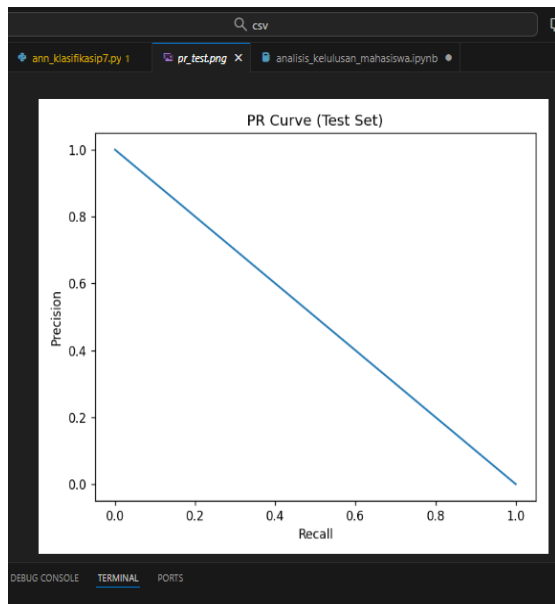 csv
ann_klasifikasip7.py 1
pr_test.png
analisis_kelulusan_mahasiswa.ipynb
PR Curve (Test Set)
1.0
0.8
0.6
0.4
0.2
0.0
Precision
0.0 0.2 0.4 0.6 0.8 1.0
Recall
DEBUG CONSOLE TERMINAL PORTS